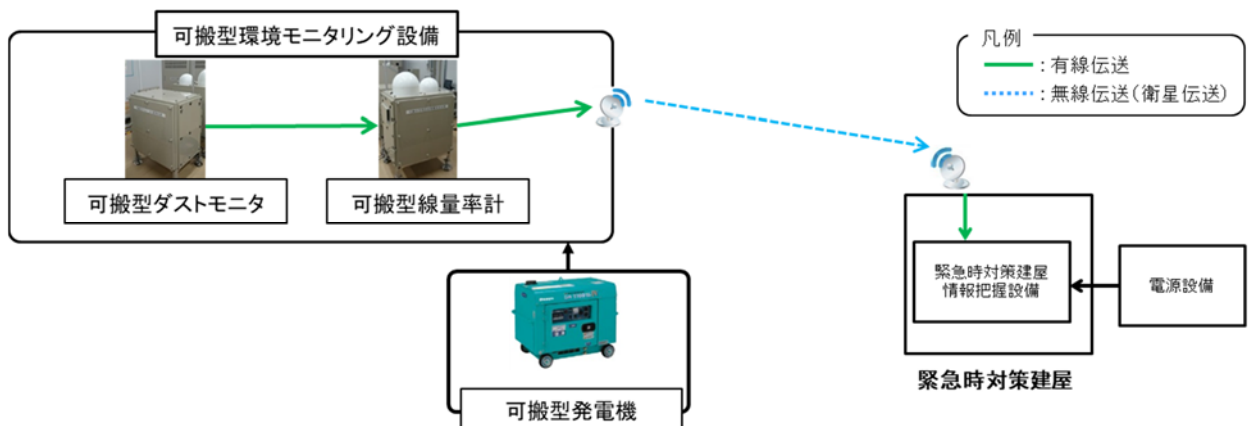 可搬型環境モニタリング設備
凡例
：有線伝送
：無線伝送（衛星伝送）
可搬型ダストモニタ
可搬型線量率計
緊急時対策建屋
情報把握設備
電源設備
緊急時対策建屋
可搬型発電機